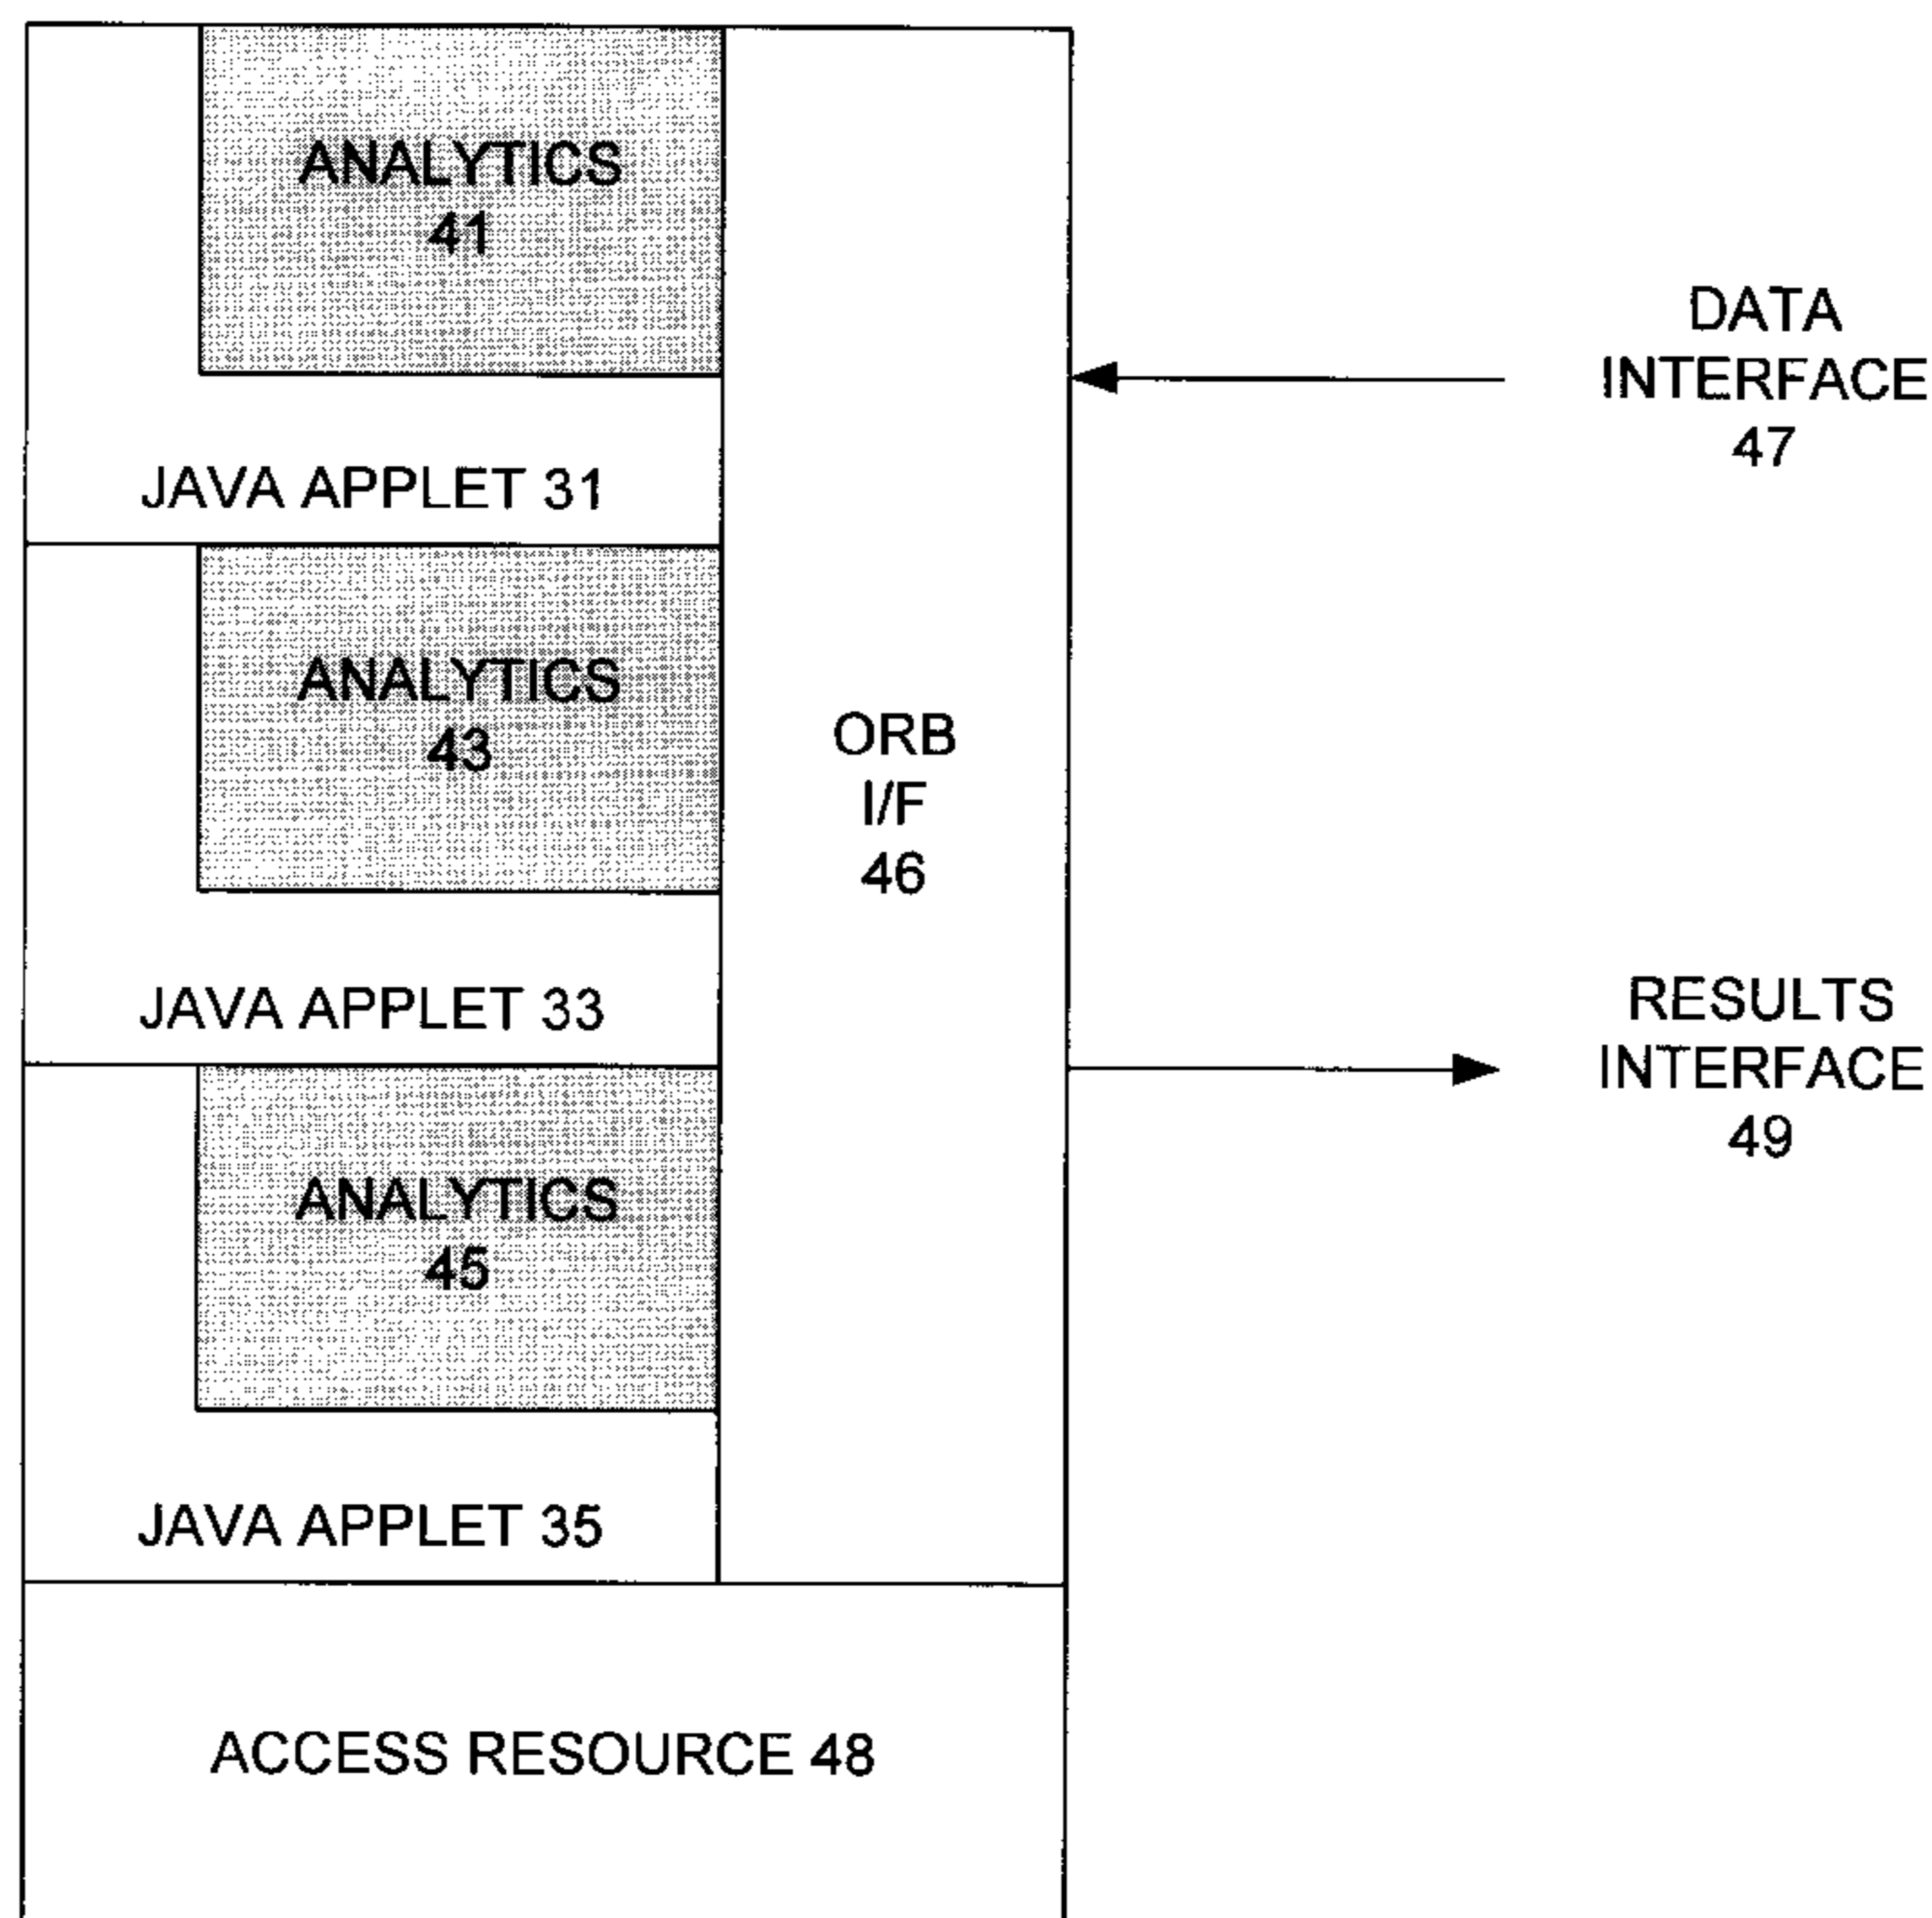 ANALYTICS
41
JAVA APPLET 31
ANALYTICS
43
JAVA APPLET 33
ANALYTICS
45
JAVA APPLET 35
ORB
I/F
46
ACCESS RESOURCE 48
DATA
INTERFACE
47
RESULTS
INTERFACE
49